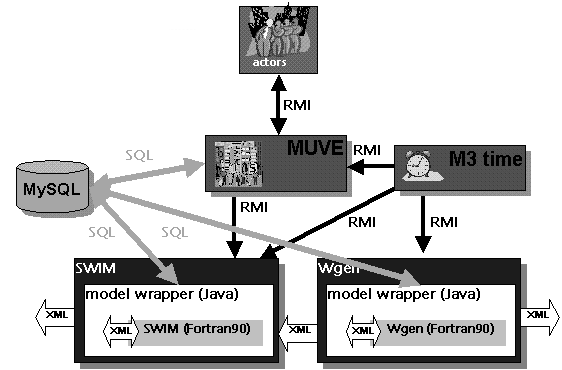 actors
RMI
SQL
MUVE
RMI
M3 time
MySQL
SQL
SQL
RMI
RMI
RMI
SWIM
Wgen
model wrapper (Java)
model wrapper (Java)
XML
XML
SWIM (Fortran90)
XML
XML
Wgen (Fortran90)
XML